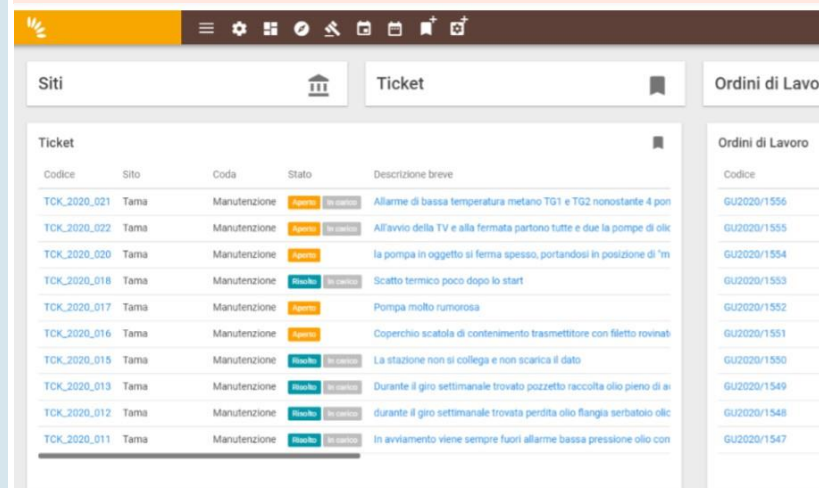 Siti
Ticket
Ordini di Lavo
Ticket
Codice Sito Coda Stato Descrizione breve
TCK_2020_021 Tama Manutenzione Aperto In carico Allarme di bassa temperatura metano TG1 e TG2 nonostante 4 pon
TCK_2020_022 Tama Manutenzione Aperto In carico All'avvio della TV e alla fermata partono tutte e due la pompe di olio
TCK_2020_020 Tama Manutenzione Aperto la pompa in oggetto si ferma spesso, portandosi in posizione di "m
TCK_2020_018 Tama Manutenzione Risolto In carico Scatto termico poco dopo lo start
TCK_2020_017 Tama Manutenzione Aperto Pompa molto rumorosa
TCK_2020_016 Tama Manutenzione Aperto Coperchio scatola di contenimento trasmettitore con filetto rovinat
TCK_2020_015 Tama Manutenzione Risolto In carico La stazione non si collega e non scarica il dato
TCK_2020_013 Tama Manutenzione Risolto In carico Durante il giro settimanale trovato pozzetto raccolta olio pieno di a
TCK_2020_012 Tama Manutenzione Risolto In carico durante il giro settimanale trovata perdita olio flangia serbatoio olio
TCK_2020_011 Tama Manutenzione Risolto In carico In avviamento viene sempre fuori allarme bassa pressione olio con
Ordini di Lavoro
Codice
GU2020/1556
GU2020/1555
GU2020/1554
GU2020/1553
GU2020/1552
GU2020/1551
GU2020/1550
GU2020/1549
GU2020/1548
GU2020/1547